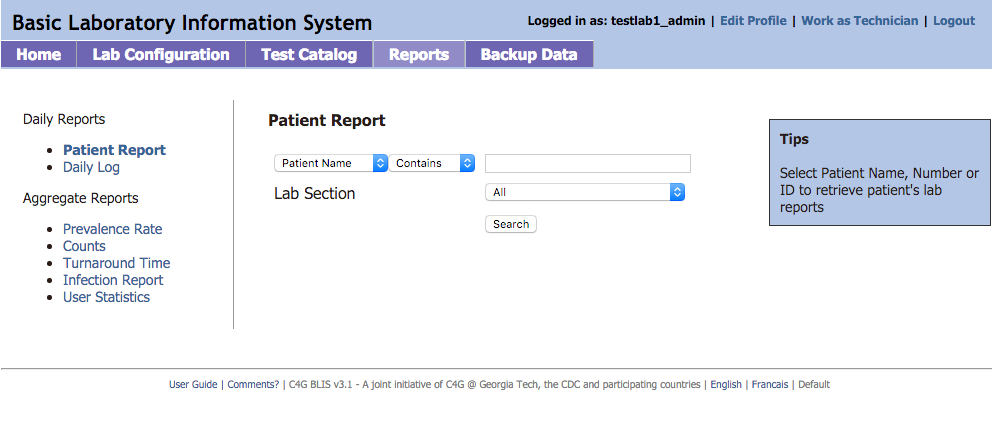 Basic Laboratory Information System
Logged in as: testlab1_admin | Edit Profile | Work as Technician | Logout
Home Lab Configuration Test Catalog Reports Backup Data
Daily Reports
Patient Report
Daily Log
Aggregate Reports
Prevalence Rate
Counts
Turnaround Time
Infection Report
User Statistics
Patient Report
Patient Name Contains
Lab Section All
Search
Tips
Select Patient Name, Number or
ID to retrieve patient's lab
reports
User Guide | Comments? | C4G BLIS v3.1 - A joint initiative of C4G @ Georgia Tech, the CDC and participating countries | English | Francais | Default